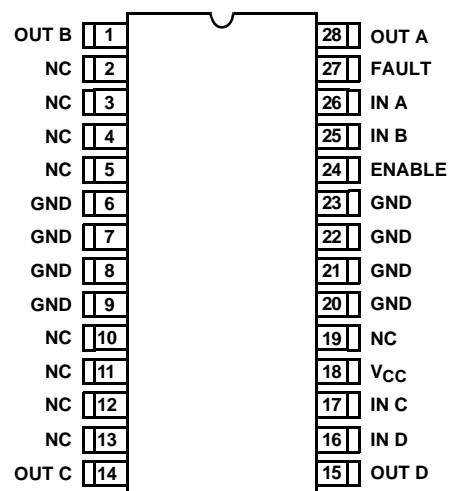 OUT B 1 28 OUT A
NC 2 27 FAULT
NC 3 26 IN A
NC 4 25 IN B
NC 5 24 ENABLE
GND 6 23 GND
GND 7 22 GND
GND 8 21 GND
GND 9 20 GND
NC 10 19 NC
NC 11 18 VCC
NC 12 17 IN C
NC 13 16 IN D
OUT C 14 15 OUT D